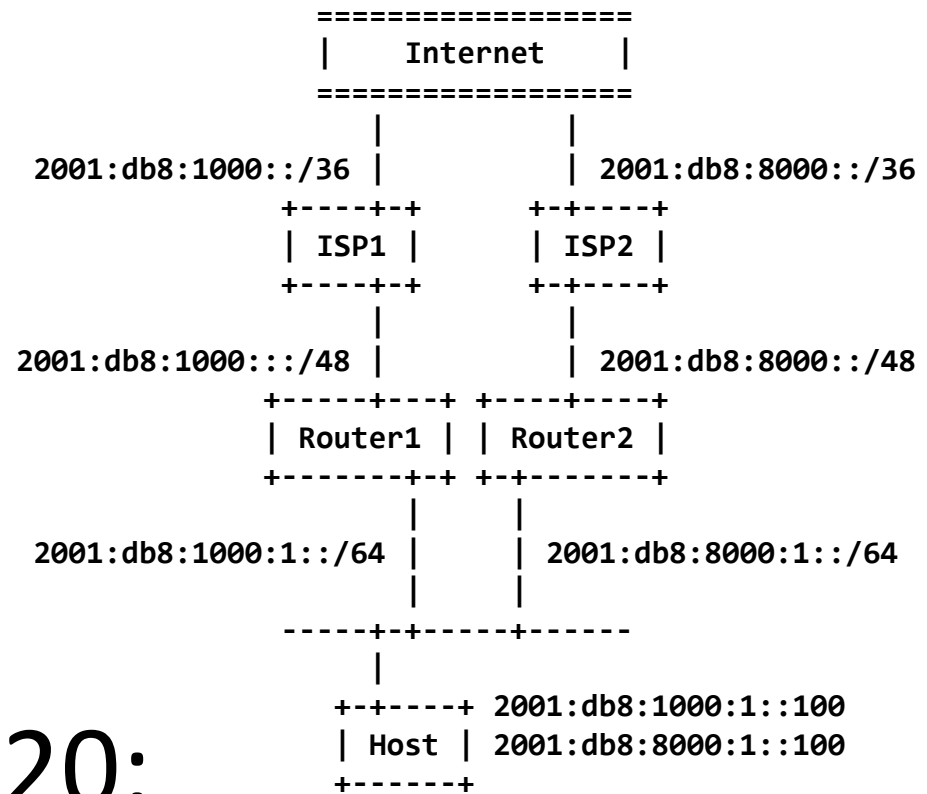 ==================
|    Internet    |
==================
|          |
2001:db8:1000::/36 |          | 2001:db8:8000::/36
+----+-+      +-+----+
| ISP1 |      | ISP2 |
+----+-+      +-+----+
|          |
2001:db8:1000:::/48 |          | 2001:db8:8000::/48
+-----+---+ +----+----+
| Router1 | | Router2 |
+-------+-+ +-+-------+
|     |
2001:db8:1000:1::/64 |     | 2001:db8:8000:1::/64
|     |
-----+-+-----+------
|
+-+----+ 2001:db8:1000:1::100
| Host | 2001:db8:8000:1::100
+------+
20: